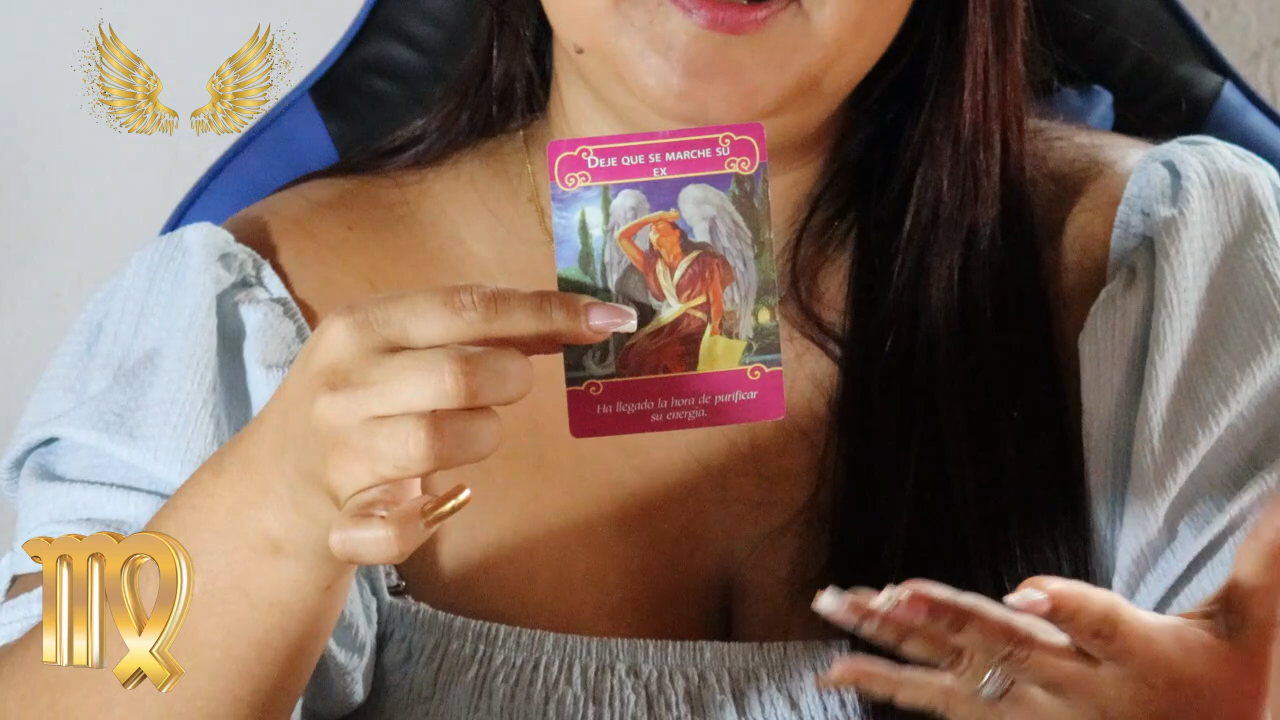 DEJE QUE SE MARCHE SU
EX
Ha llegado la hora de purificar
su energía.